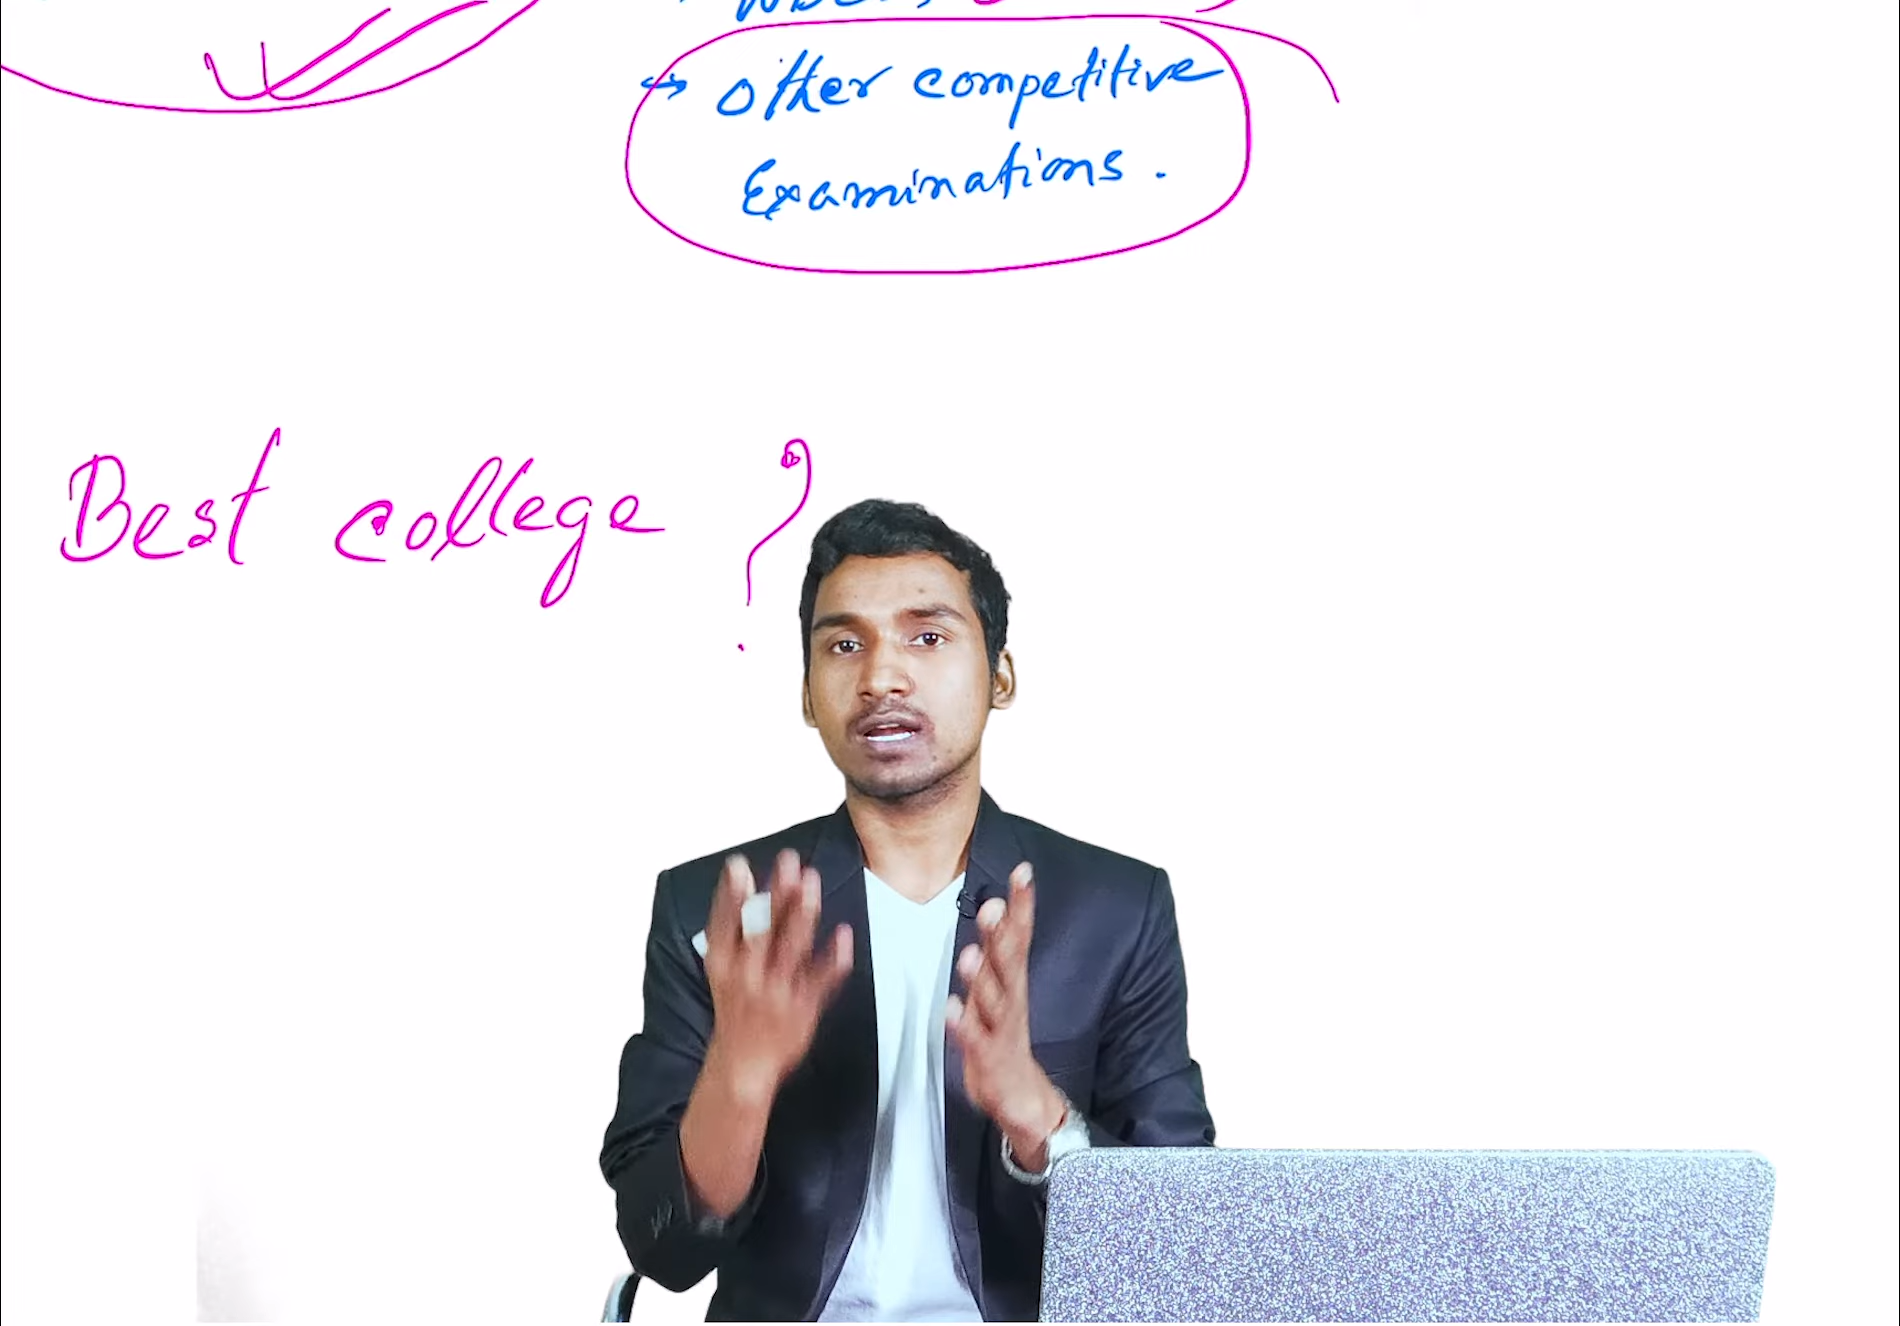 → Other competitive
Examinations.
Best college ?